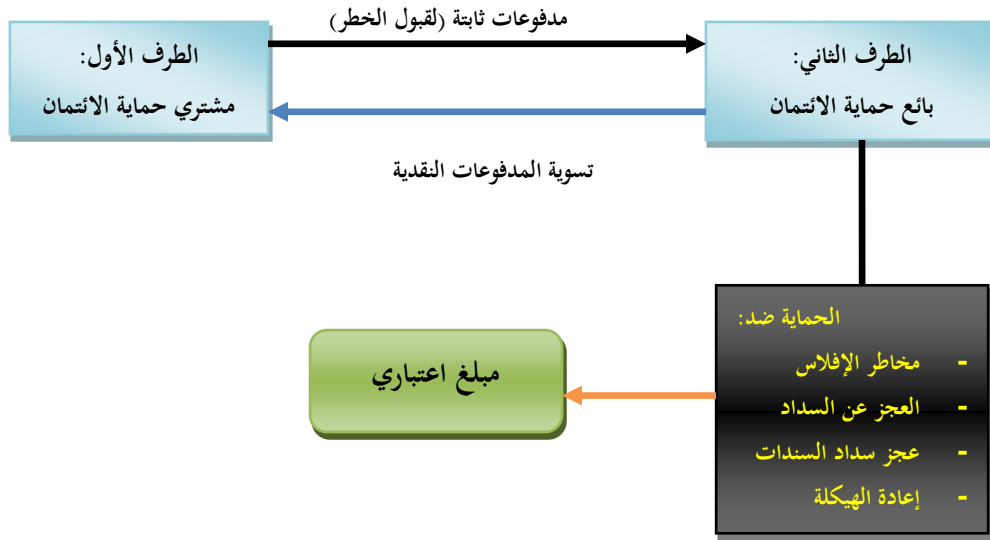 مدفوعات ثابتة (لقبول الخطر)
الطرف الأول:
مشتري حماية الائتمان
الطرف الثاني:
بائع حماية الائتمان
تسوية المدفوعات النقدية
الحماية ضد:
- مخاطر الإفلاس
- العجز عن السداد
- عجز سداد السندات
- إعادة الهيكلة
مبلغ اعتباري